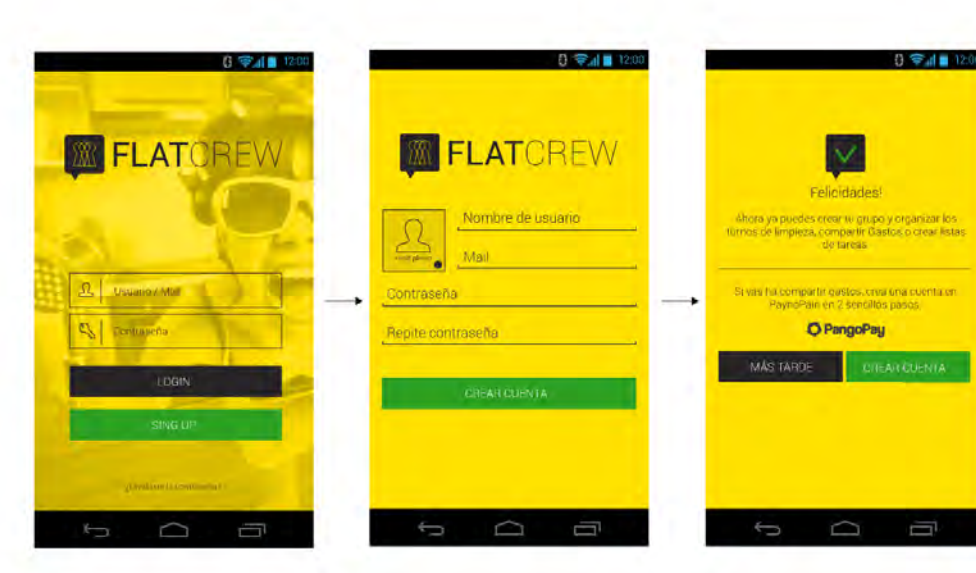 12:00
FLATCREW
Usuario / Mail
Contraseña
LOGIN
SING UP
12:00
FLATCREW
Nombre de usuario
Mail
Contraseña
Repite contraseña
CREAR CUENTA
12:00
Felicidades!
Ahora ya puedes crear tu grupo y organizar los
turnos de limpieza, compartir Gastos o crear listas
de tareas.
Si vas ha compartir gastos, crea una cuenta en
PaynoPain en 2 sencillos pasos.
PangoPay
MÁS TARDE
CREAR CUENTA